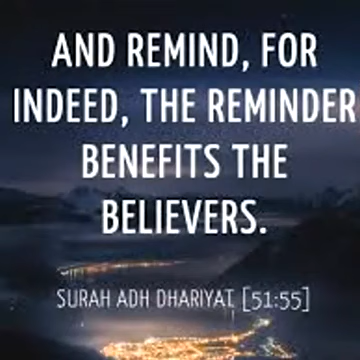 AND REMIND, FOR
INDEED, THE REMINDER
BENEFITS THE
BELIEVERS.
SURAH ADH DHARIYAT [51:55]